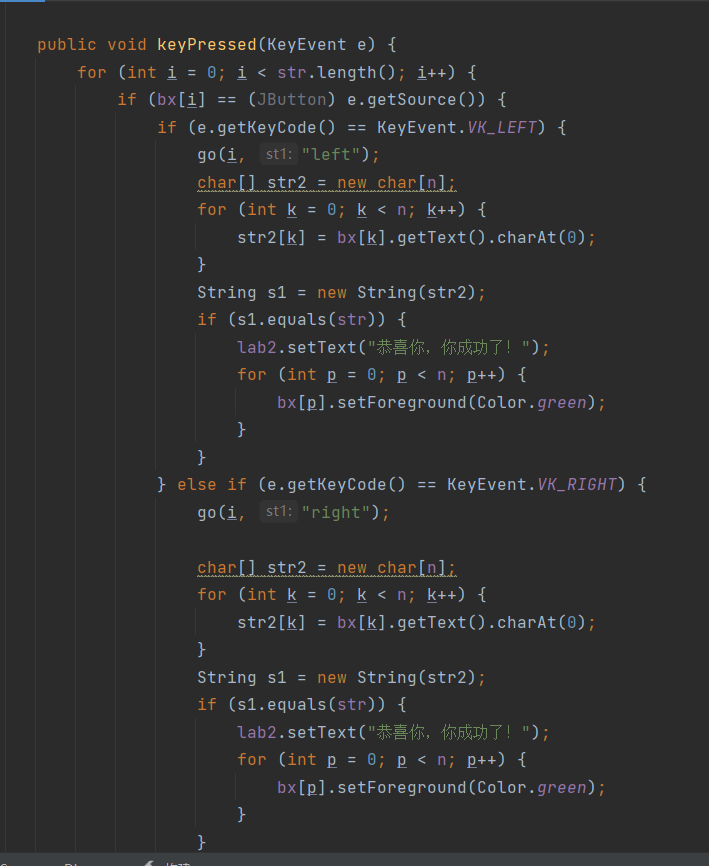 public void keyPressed(KeyEvent e) {
for (int i = 0; i < str.length(); i++) {
if (bx[i] == (JButton) e.getSource()) {
if (e.getKeyCode() == KeyEvent.VK_LEFT) {
go(i, st1: "left");
char[] str2 = new char[n];
for (int k = 0; k < n; k++) {
str2[k] = bx[k].getText().charAt(0);
}
String s1 = new String(str2);
if (s1.equals(str)) {
lab2.setText("恭喜你，你成功了！");
for (int p = 0; p < n; p++) {
bx[p].setForeground(Color.green);
}
}
} else if (e.getKeyCode() == KeyEvent.VK_RIGHT) {
go(i, st1: "right");
char[] str2 = new char[n];
for (int k = 0; k < n; k++) {
str2[k] = bx[k].getText().charAt(0);
}
String s1 = new String(str2);
if (s1.equals(str)) {
lab2.setText("恭喜你，你成功了！");
for (int p = 0; p < n; p++) {
bx[p].setForeground(Color.green);
}
}